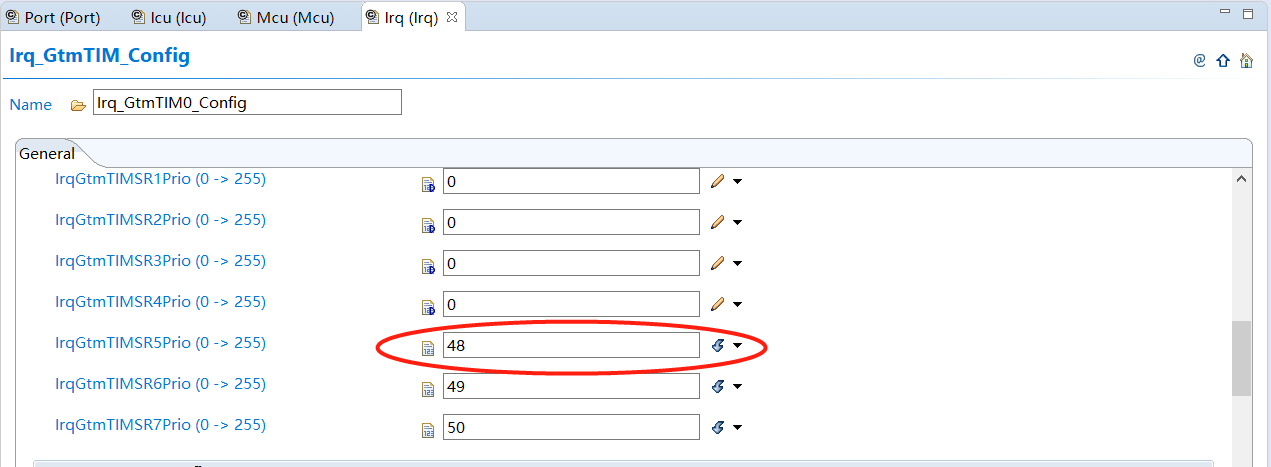 Port (Port) Icu (Icu) Mcu (Mcu) Irq (Irq)
Irq_GtmTIM_Config
Name Irq_GtmTIM0_Config
General
IrqGtmTIMSR1Prio (0 -> 255) 0
IrqGtmTIMSR2Prio (0 -> 255) 0
IrqGtmTIMSR3Prio (0 -> 255) 0
IrqGtmTIMSR4Prio (0 -> 255) 0
IrqGtmTIMSR5Prio (0 -> 255) 48
IrqGtmTIMSR6Prio (0 -> 255) 49
IrqGtmTIMSR7Prio (0 -> 255) 50